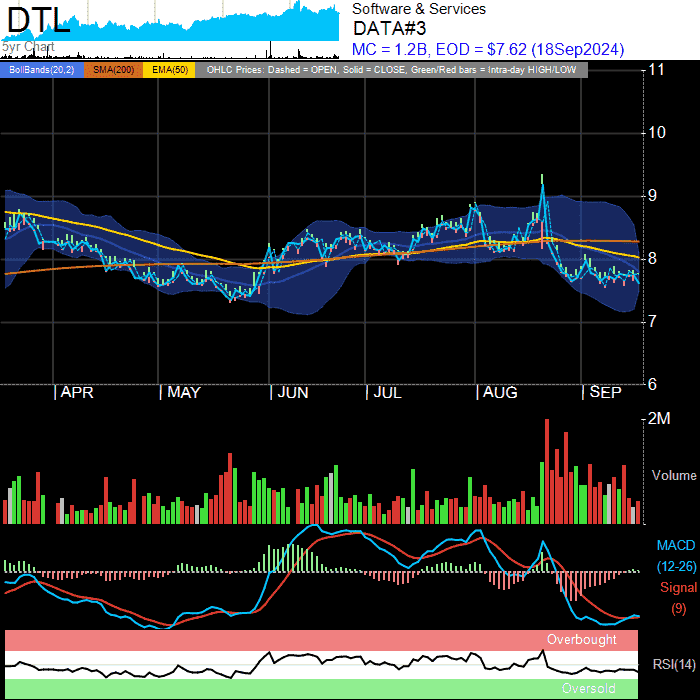 DTL
5yr Chart
Software & Services
DATA#3
MC = 1.2B, EOD = $7.62 (18Sep2024)
BollBands(20,2) SMA(200) EMA(50) OHLC Prices: Dashed = OPEN, Solid = CLOSE, Green/Red bars = Intra-day HIGH/LOW
11
10
9
8
7
6
APR MAY JUN JUL AUG SEP
2M
Volume
MACD
(12-26)
Signal
(9)
Overbought
RSI(14)
Oversold